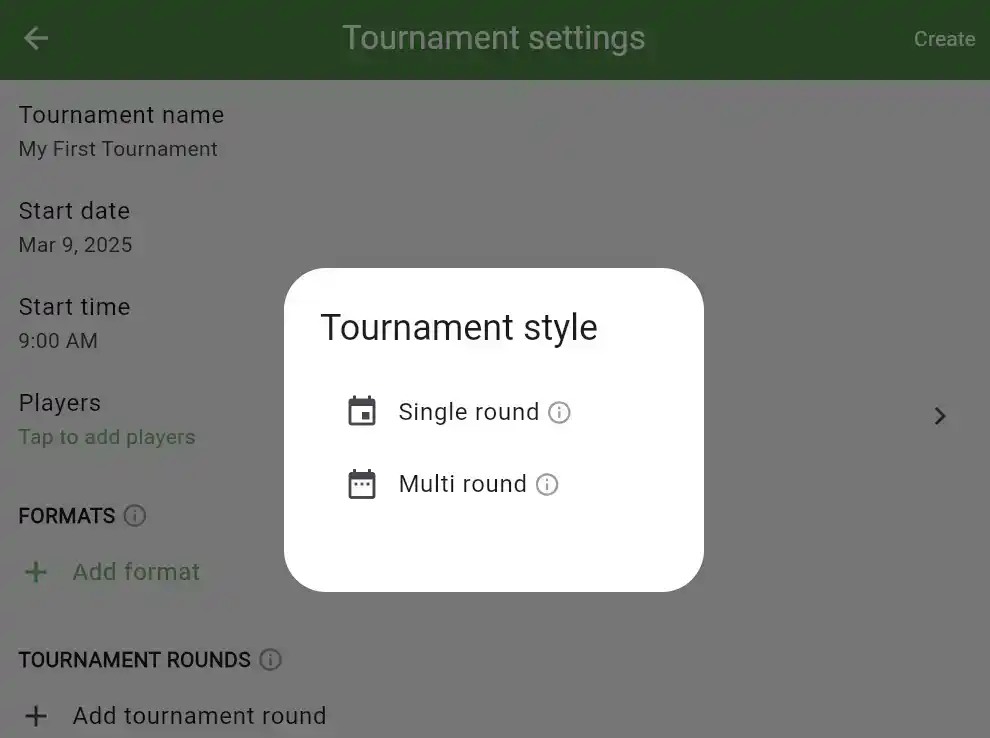 Tournament settings
Create
Tournament name
My First Tournament
Start date
Mar 9, 2025
Start time
9:00 AM
Players
Tap to add players
FORMATS
Add format
TOURNAMENT ROUNDS
Add tournament round
Tournament style
Single round
Multi round